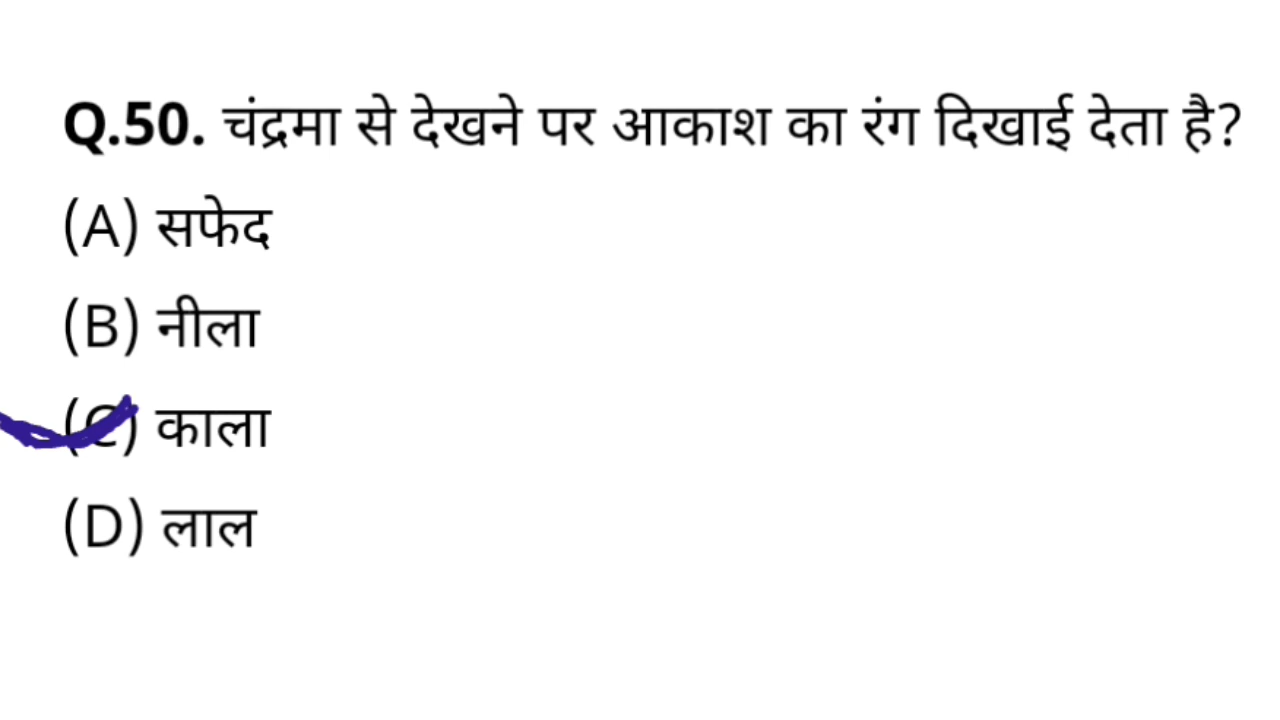 Q.50. चंद्रमा से देखने पर आकाश का रंग दिखाई देता है?
(A) सफेद
(B) नीला
(C) काला
(D) लाल